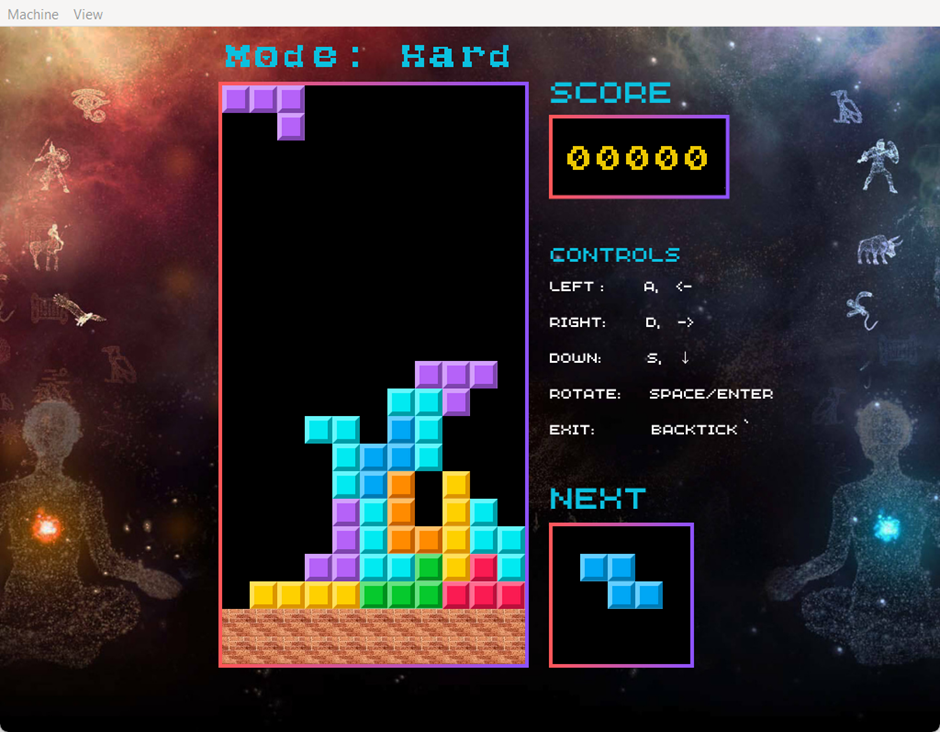 Machine View
Mode: Hard
SCORE
00000
CONTROLS
LEFT : A, <-
RIGHT: D, ->
DOWN: S, ↓
ROTATE: SPACE/ENTER
EXIT: BACKTICK `
NEXT